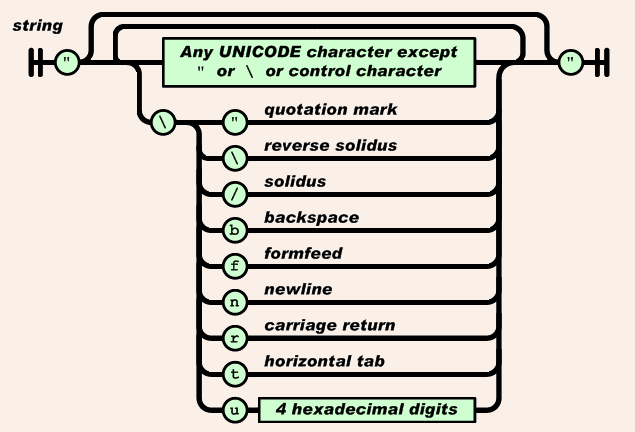 string
" Any UNICODE character except "
" or \ or control character
\ " quotation mark
\ reverse solidus
/ solidus
b backspace
f formfeed
n newline
r carriage return
t horizontal tab
u 4 hexadecimal digits